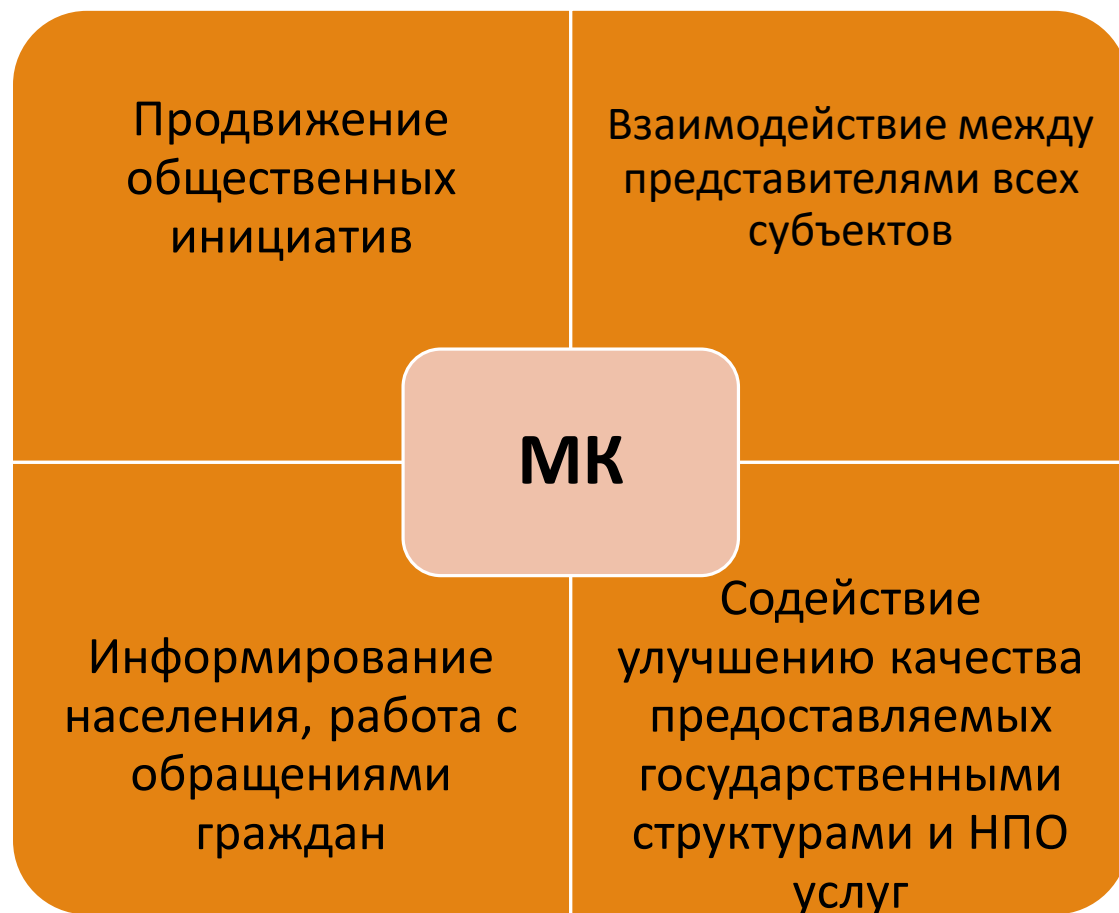 Продвижение
общественных
инициатив
Взаимодействие между
представителями всех
субъектов
МК
Информирование
населения, работа с
обращениями
граждан
Содействие
улучшению качества
предоставляемых
государственными
структурами и НПО
услуг